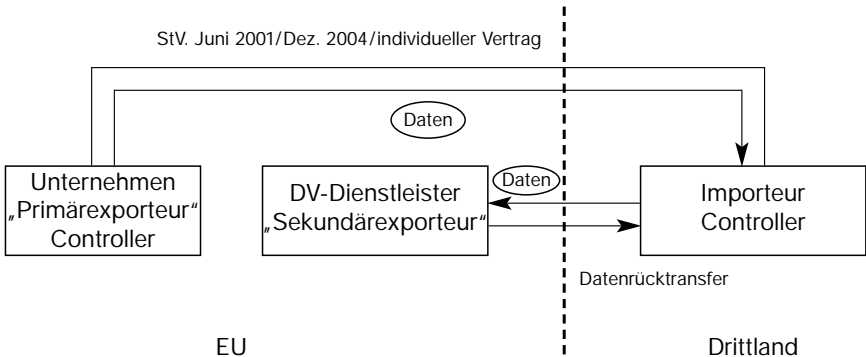 StV. Juni 2001/Dez. 2004/individueller Vertrag
Daten
Unternehmen
„Primärexporteur“
Controller
DV-Dienstleister
„Sekundärexporteur“
Daten
Importeur
Controller
Datenrücktransfer
EU
Drittland